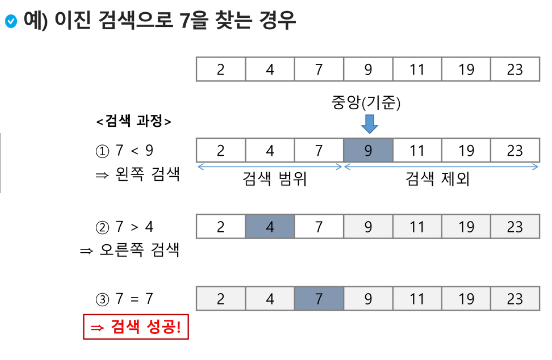 예) 이진 검색으로 7을 찾는 경우
2 4 7 9 11 19 23
중앙(기준)
<검색 과정>
① 7 < 9
⇒ 왼쪽 검색
2 4 7 9 11 19 23
검색 범위 검색 제외
② 7 > 4
⇒ 오른쪽 검색
2 4 7 9 11 19 23
③ 7 = 7
⇒ 검색 성공!
2 4 7 9 11 19 23